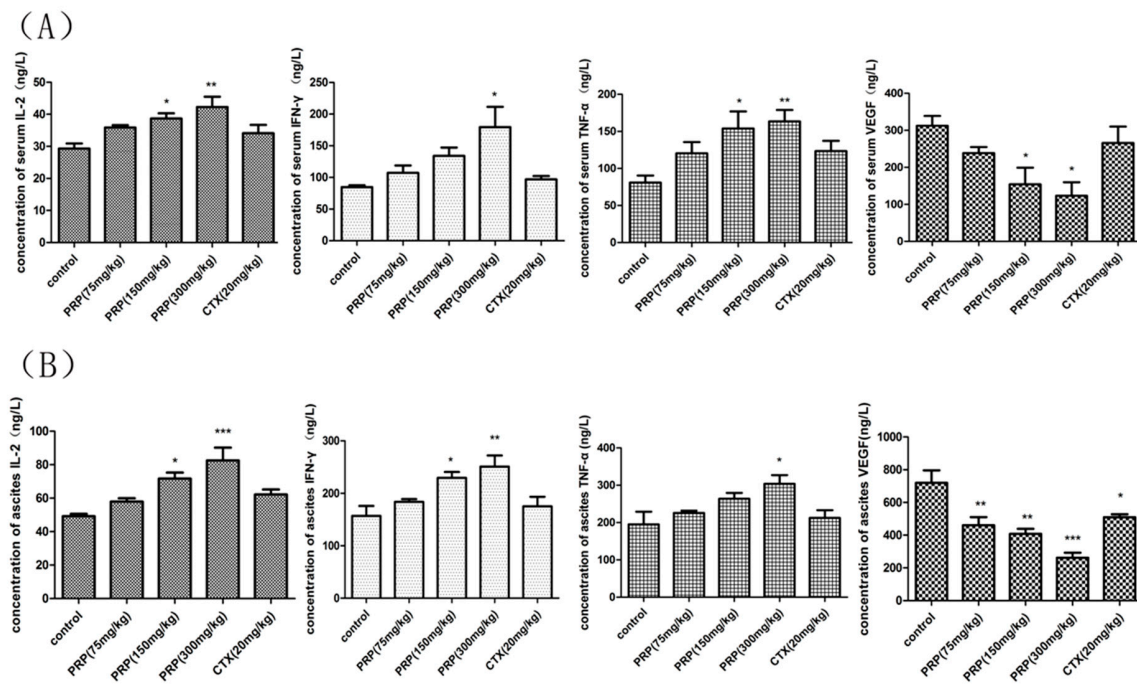 (A)
concentration of serum IL-2 (ng/L)
50
40
30
20
10
0
control
PRP(75mg/kg)
PRP(150mg/kg)
PRP(300mg/kg)
CTX(20mg/kg)
*
**
concentration of serum IFN-γ (ng/L)
250
200
150
100
50
0
control
PRP(75mg/kg)
PRP(150mg/kg)
PRP(300mg/kg)
CTX(20mg/kg)
*
concentration of serum TNF-α (ng/L)
200
150
100
50
0
control
PRP(75mg/kg)
PRP(150mg/kg)
PRP(300mg/kg)
CTX(20mg/kg)
*
**
concentration of serum VEGF (ng/L)
400
300
200
100
0
control
PRP(75mg/kg)
PRP(150mg/kg)
PRP(300mg/kg)
CTX(20mg/kg)
*
*
(B)
concentration of ascites IL-2 (ng/L)
100
80
60
40
20
0
control
PRP(75mg/kg)
PRP(150mg/kg)
PRP(300mg/kg)
CTX(20mg/kg)
*
***
concentration of ascites IFN-γ (ng/L)
300
200
100
0
control
PRP(75mg/kg)
PRP(150mg/kg)
PRP(300mg/kg)
CTX(20mg/kg)
*
**
concentration of ascites TNF-α (ng/L)
400
300
200
100
0
control
PRP(75mg/kg)
PRP(150mg/kg)
PRP(300mg/kg)
CTX(20mg/kg)
*
concentration of ascites VEGF(ng/L)
1000
800
600
400
200
0
control
PRP(75mg/kg)
PRP(150mg/kg)
PRP(300mg/kg)
CTX(20mg/kg)
**
**
***
*